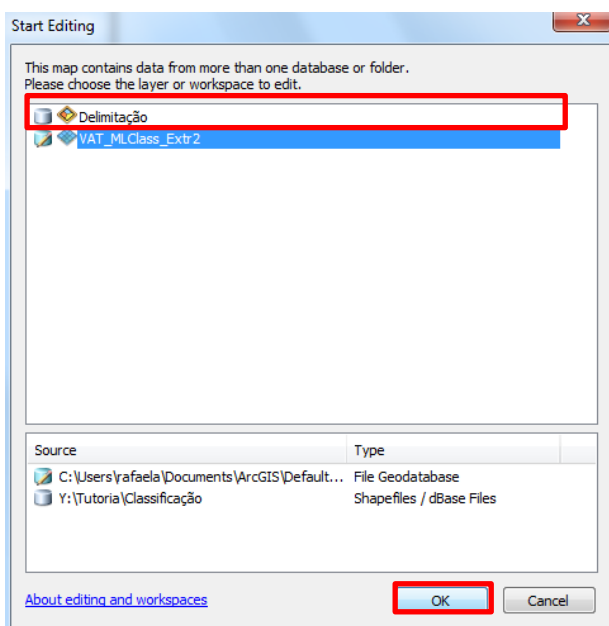 Start Editing
This map contains data from more than one database or folder.
Please choose the layer or workspace to edit.
Delimitação
VAT_MLClass_Extr2
Source Type
C:\Users\rafaela\Documents\ArcGIS\Default... File Geodatabase
Y:\Tutoria\Classificação Shapefiles / dBase Files
About editing and workspaces OK Cancel